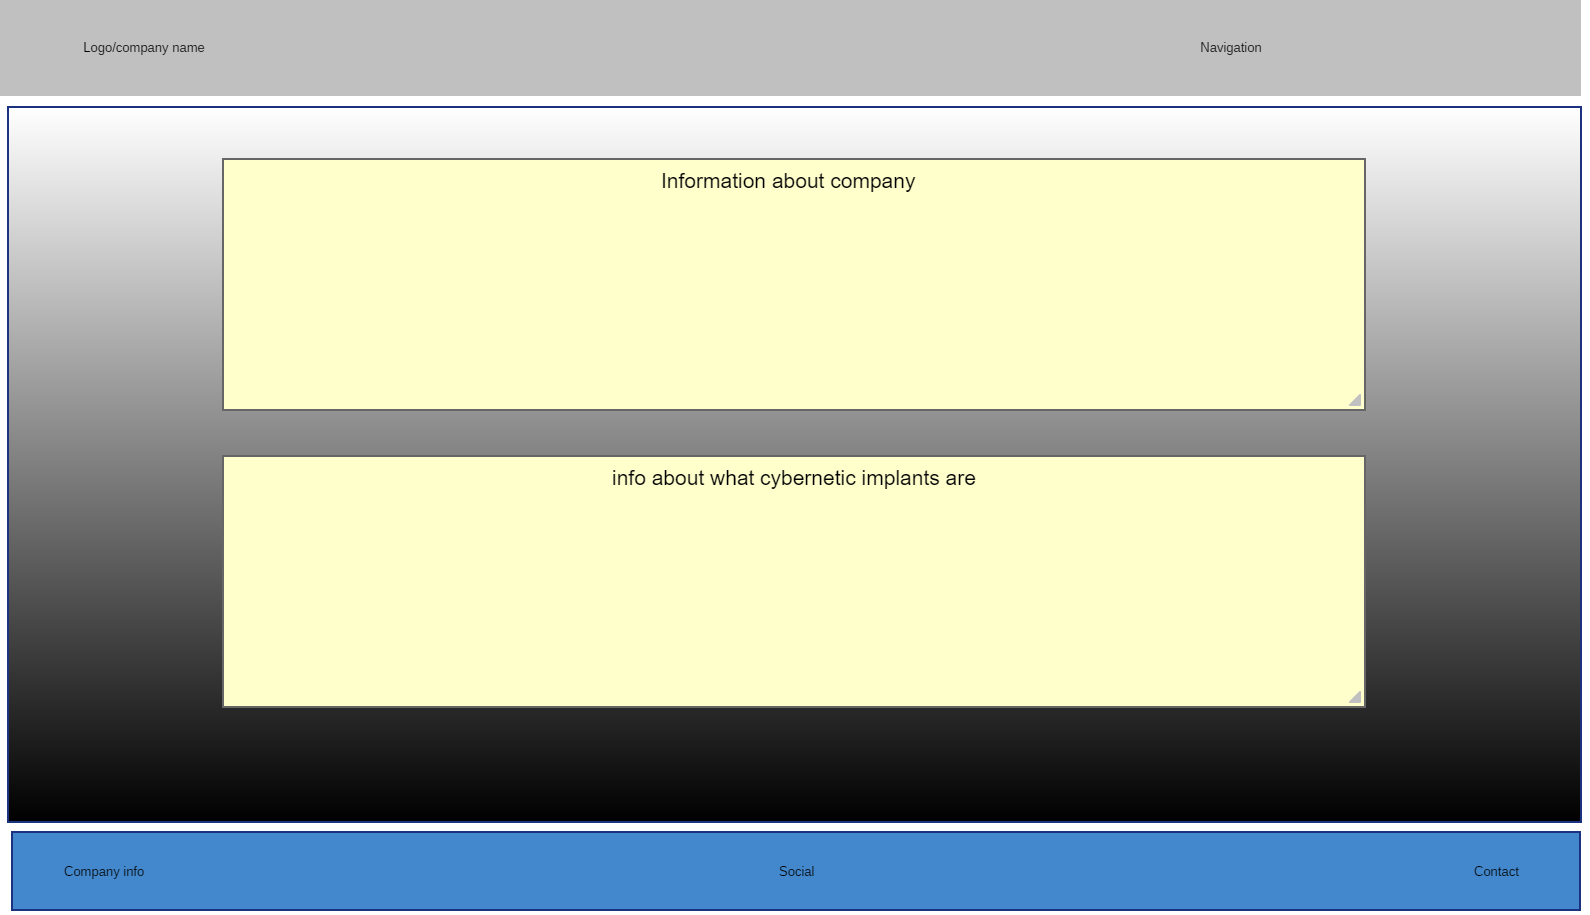 Logo/company name
Navigation
Information about company
info about what cybernetic implants are
Company info
Social
Contact